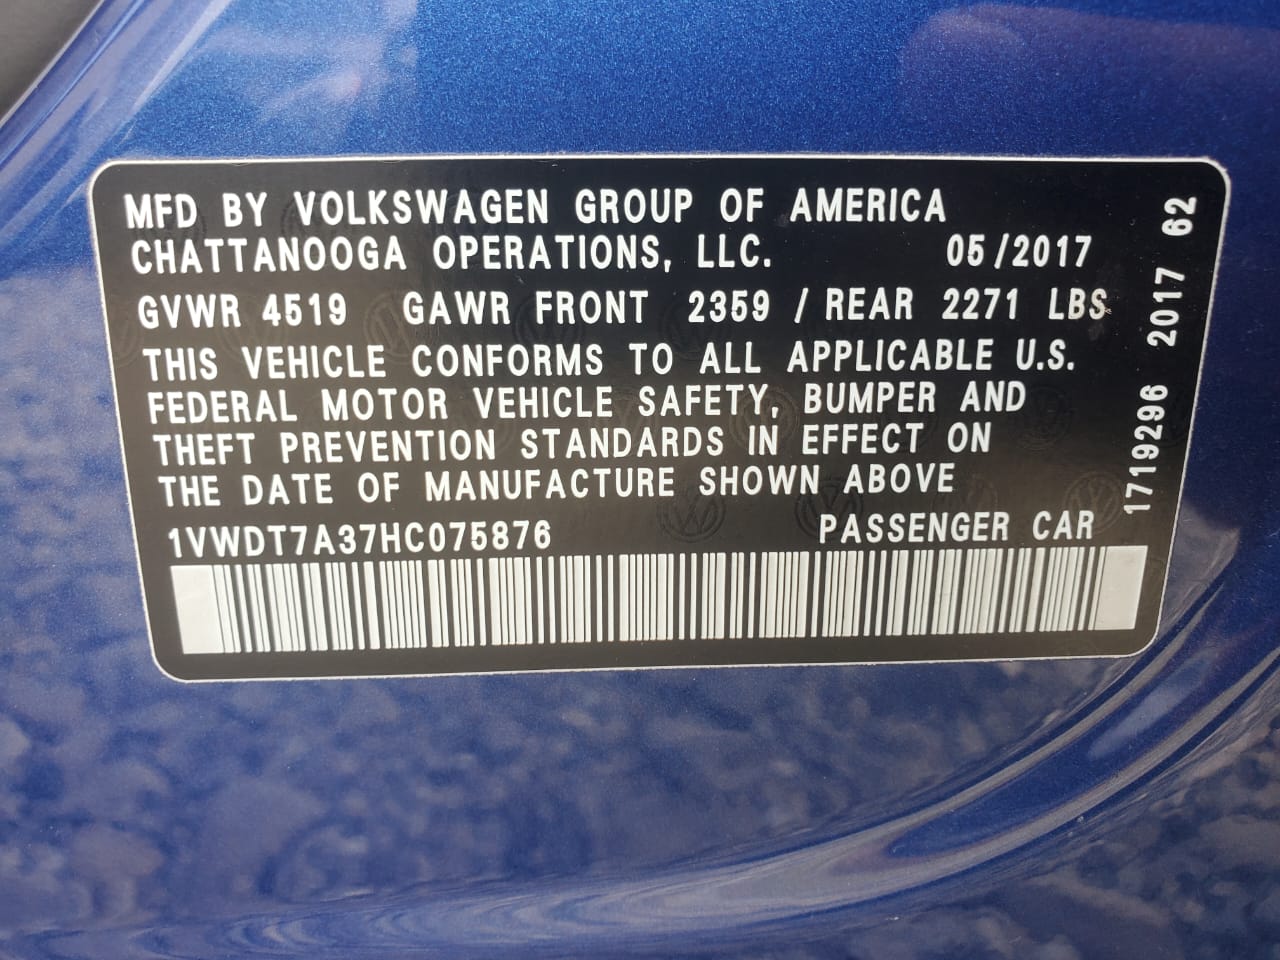 MFD BY VOLKSWAGEN GROUP OF AMERICA
CHATTANOOGA OPERATIONS, LLC. 05/2017
GVWR 4519 GAWR FRONT 2359 / REAR 2271 LBS
THIS VEHICLE CONFORMS TO ALL APPLICABLE U.S.
FEDERAL MOTOR VEHICLE SAFETY, BUMPER AND
THEFT PREVENTION STANDARDS IN EFFECT ON
THE DATE OF MANUFACTURE SHOWN ABOVE
1VWDT7A37HC075876 PASSENGER CAR
1719296 2017 62